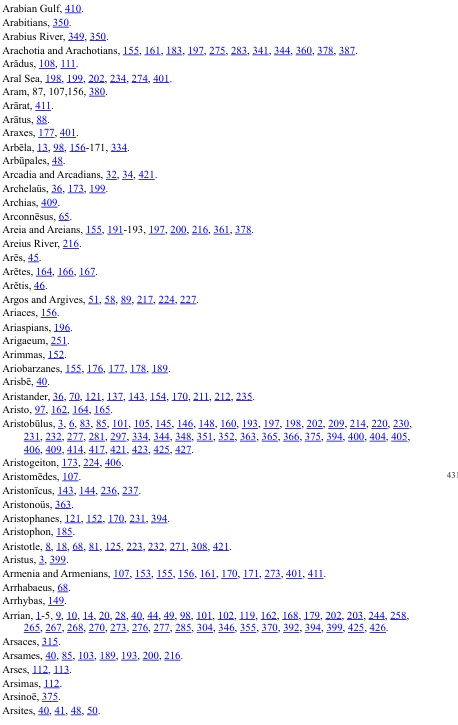 Arabian Gulf, 410.
Arabitians, 350.
Arabius River, 349, 350.
Arachotia and Arachotians, 155, 161, 183, 197, 275, 283, 341, 344, 360, 378, 387.
Arădus, 108, 111.
Aral Sea, 198, 199, 202, 234, 274, 401.
Aram, 87, 107,156, 380.
Arārat, 411.
Arātus, 88.
Araxes, 177, 401.
Arbēla, 13, 98, 156-171, 334.
Arbūpales, 48.
Arcadia and Arcadians, 32, 34, 421.
Archelaüs, 36, 173, 199.
Archias, 409.
Arconnēsus, 65.
Areia and Areians, 155, 191-193, 197, 200, 216, 361, 378.
Areius River, 216.
Arēs, 45.
Arētes, 164, 166, 167.
Arētis, 46.
Argos and Argives, 51, 58, 89, 217, 224, 227.
Ariaces, 156.
Ariaspians, 196.
Arigaeum, 251.
Arimmas, 152.
Ariobarzanes, 155, 176, 177, 178, 189.
Arisbē, 40.
Aristander, 36, 70, 121, 137, 143, 154, 170, 211, 212, 235.
Aristo, 97, 162, 164, 165.
Aristobūlus, 3, 6, 83, 85, 101, 105, 145, 146, 148, 160, 193, 197, 198, 202, 209, 214, 220, 230,
231, 232, 277, 281, 297, 334, 344, 348, 351, 352, 363, 365, 366, 375, 394, 400, 404, 405,
406, 409, 414, 417, 421, 423, 425, 427.
Aristogeiton, 173, 224, 406.
Aristomēdes, 107.
431
Aristonīcus, 143, 144, 236, 237.
Aristonoüs, 363.
Aristophanes, 121, 152, 170, 231, 394.
Aristophon, 185.
Aristotle, 8, 18, 68, 81, 125, 223, 232, 271, 308, 421.
Aristus, 3, 399.
Armenia and Armenians, 107, 153, 155, 156, 161, 170, 171, 273, 401, 411.
Arrhabaeus, 68.
Arrhybas, 149.
Arrian, 1-5, 9, 10, 14, 20, 28, 40, 44, 49, 98, 101, 102, 119, 162, 168, 179, 202, 203, 244, 258,
265, 267, 268, 270, 273, 276, 277, 285, 304, 346, 355, 370, 392, 394, 399, 425, 426.
Arsaces, 315.
Arsames, 40, 85, 103, 189, 193, 200, 216.
Arses, 112, 113.
Arsimas, 112.
Arsinoë, 375.
Arsites, 40, 41, 48, 50.